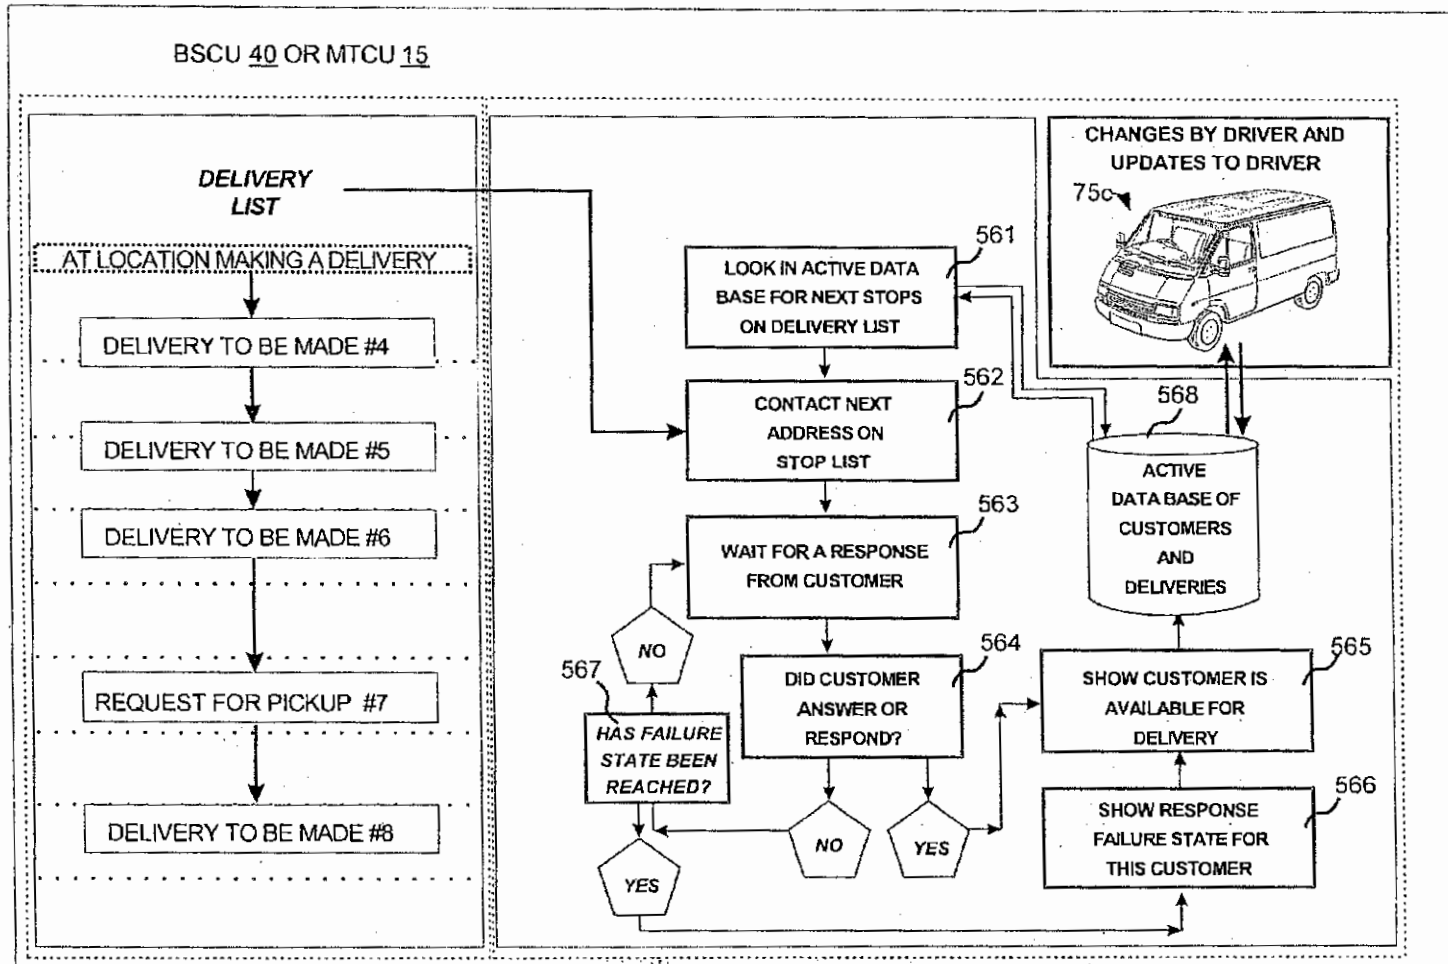 BSCU 40 OR MTCU 15
DELIVERY
LIST
AT LOCATION MAKING A DELIVERY
DELIVERY TO BE MADE #4
DELIVERY TO BE MADE #5
DELIVERY TO BE MADE #6
REQUEST FOR PICKUP #7
DELIVERY TO BE MADE #8
561
LOOK IN ACTIVE DATA
BASE FOR NEXT STOPS
ON DELIVERY LIST
562
CONTACT NEXT
ADDRESS ON
STOP LIST
563
WAIT FOR A RESPONSE
FROM CUSTOMER
NO
564
DID CUSTOMER
ANSWER OR
RESPOND?
567
HAS FAILURE
STATE BEEN
REACHED?
NO
YES
YES
CHANGES BY DRIVER AND
UPDATES TO DRIVER
75c
568
ACTIVE
DATA BASE OF
CUSTOMERS
AND
DELIVERIES
565
SHOW CUSTOMER IS
AVAILABLE FOR
DELIVERY
566
SHOW RESPONSE
FAILURE STATE FOR
THIS CUSTOMER